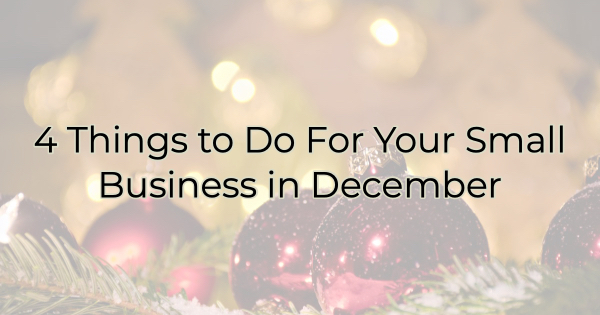 4 Things to Do For Your Small
Business in December